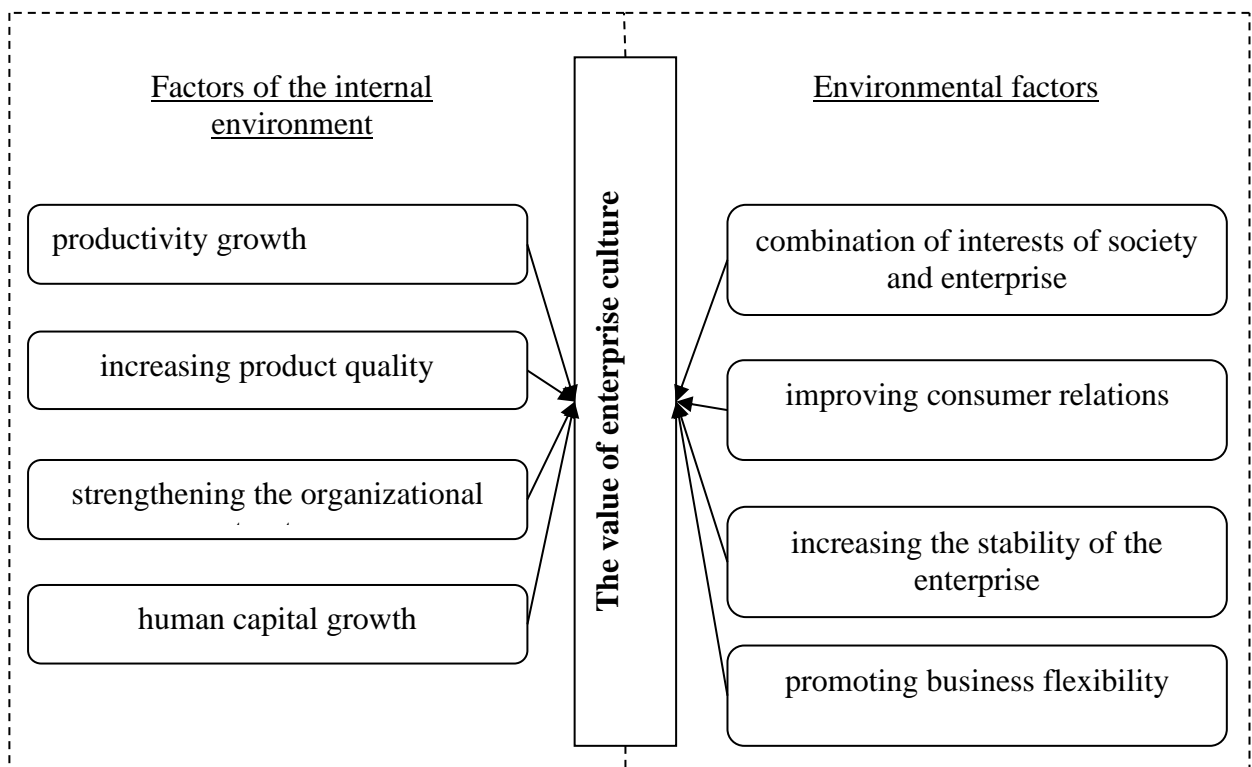 Factors of the internal
environment
productivity growth
increasing product quality
strengthening the organizational
human capital growth
The value of enterprise culture
Environmental factors
combination of interests of society
and enterprise
improving consumer relations
increasing the stability of the
enterprise
promoting business flexibility